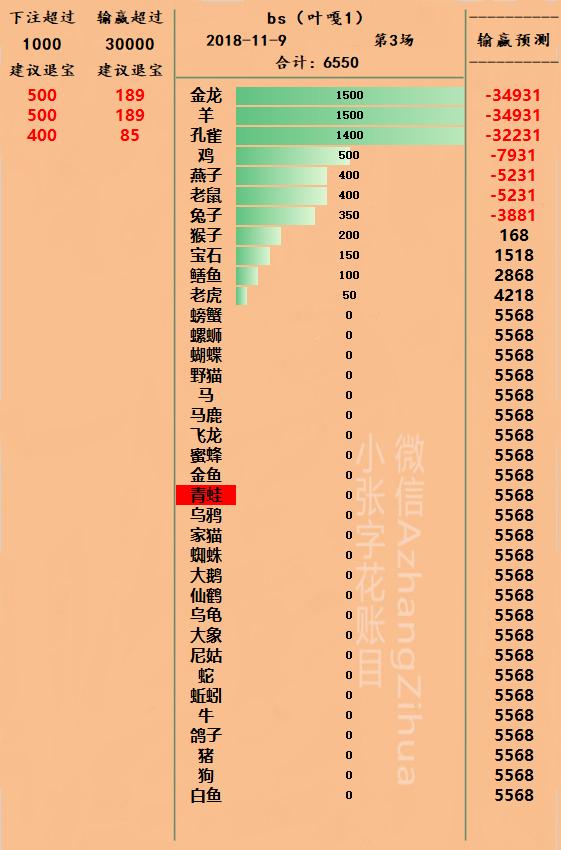 下注超过 输赢超过
1000 30000
建议退宝 建议退宝
bs（叶嘎1）
2018-11-9 第3场
合计：6550
输赢预测
500 189 金龙 1500 -34931
500 189 羊 1500 -34931
400 85 孔雀 1400 -32231
鸡 500 -7931
燕子 400 -5231
老鼠 400 -5231
兔子 350 -3881
猴子 200 168
宝石 150 1518
鳝鱼 100 2868
老虎 50 4218
螃蟹 0 5568
螺蛳 0 5568
蝴蝶 0 5568
野猫 0 5568
马 0 5568
马鹿 0 5568
飞龙 0 5568
蜜蜂 0 5568
金鱼 0 5568
青蛙 0 5568
乌鸦 0 5568
家猫 0 5568
蜘蛛 0 5568
大鹅 0 5568
仙鹤 0 5568
乌龟 0 5568
大象 0 5568
尼姑 0 5568
蛇 0 5568
蚯蚓 0 5568
牛 0 5568
鸽子 0 5568
猪 0 5568
狗 0 5568
白鱼 0 5568
微信AzhangZihua
小张字花账目